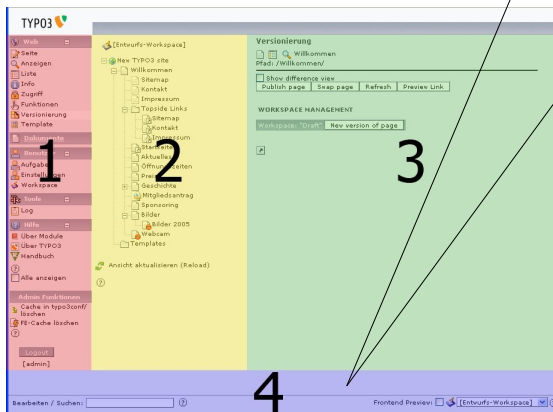 TYPO3
Web
Seite
Anzeigen
Liste
Info
Zugriff
Funktionen
Versionierung
Template
Dokumente
Benutzer
Aufgaben
Einstellungen
Workspace
Tools
Log
Hilfe
Über Module
Über TYPO3
Handbuch
Alle anzeigen
Admin Funktionen
Cache in typo3conf/
löschen
FE-Cache löschen
Logout
[admin]
1
[Entwurfs-Workspace]
New TYPO3 site
Willkommen
Sitemap
Kontakt
Impressum
Topside Links
Sitemap
Kontakt
Impressum
Startseite
Aktuelles
Öffnungszeiten
Geschichte
Mitgliedsantrag
Sponsoring
Bilder
Bilder 2005
Webcam
Templates
Ansicht aktualisieren (Reload)
2
Versionierung
Willkommen
Pfad: /Willkommen/
Show difference view
Publish page Swap page Refresh Preview Link
WORKSPACE MANAGEMENT
Workspace: "Draft" New version of page
3
Bearbeiten / Suchen:
4
Frontend Preview: [Entwurfs-Workspace]